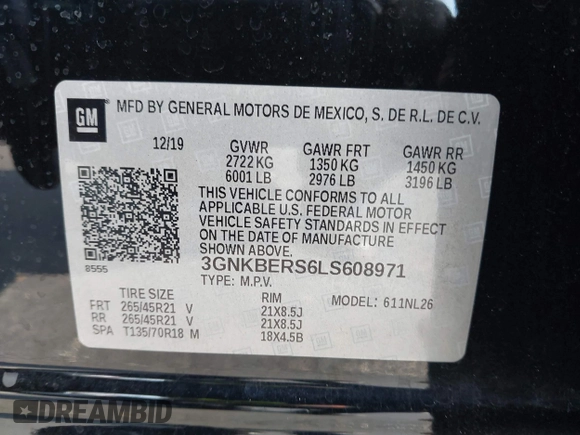 GM MFD BY GENERAL MOTORS DE MEXICO, S. DE R.L. DE C.V.
12/19 GVWR GAWR FRT GAWR RR
2722 KG 1350 KG 1450 KG
6001 LB 2976 LB 3196 LB
THIS VEHICLE CONFORMS TO ALL
APPLICABLE U.S. FEDERAL MOTOR
VEHICLE SAFETY STANDARDS IN EFFECT
ON THE DATE OF MANUFACTURE SHOWN ABOVE.
8555 3GNKBERS6LS608971
TYPE: M.P.V.
TIRE SIZE RIM MODEL: 611NL26
FRT 265/45R21 V 21X8.5J
RR 265/45R21 V 21X8.5J
SPA T135/70R18 M 18X4.5B
DREAMBID